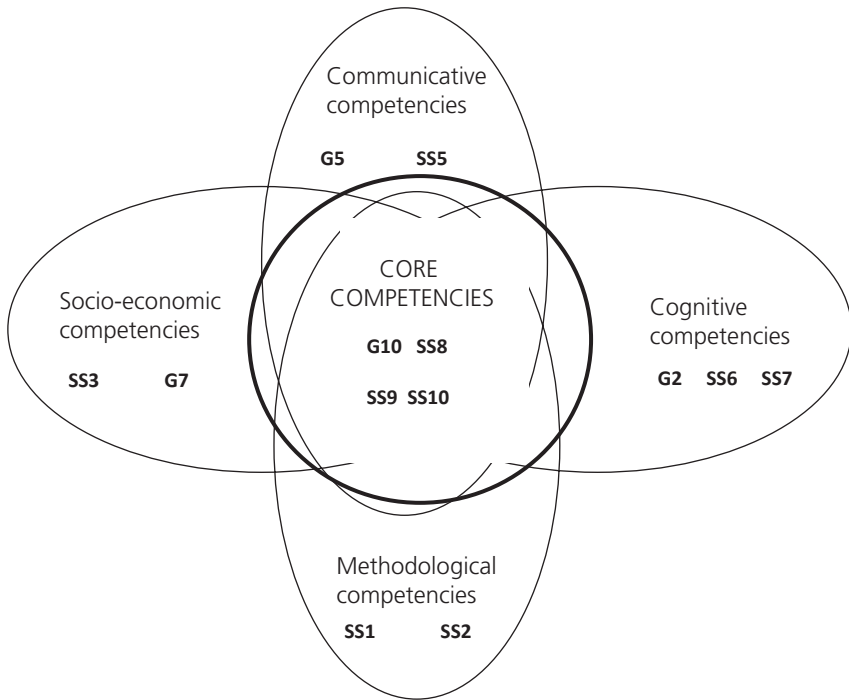 Communicative
competencies
G5 SS5
CORE
COMPETENCIES
G10 SS8
SS9 SS10
Socio-economic
competencies
SS3 G7
Cognitive
competencies
G2 SS6 SS7
Methodological
competencies
SS1 SS2